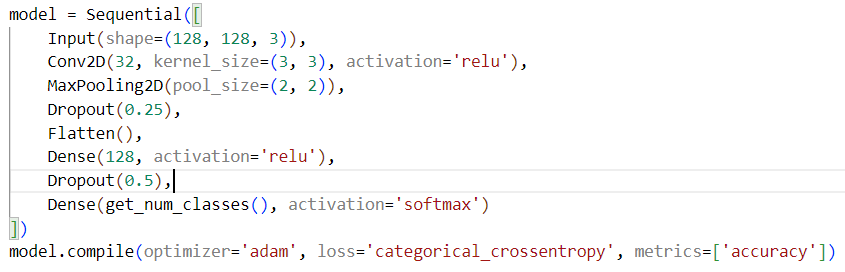 model = Sequential([
    Input(shape=(128, 128, 3)),
    Conv2D(32, kernel_size=(3, 3), activation='relu'),
    MaxPooling2D(pool_size=(2, 2)),
    Dropout(0.25),
    Flatten(),
    Dense(128, activation='relu'),
    Dropout(0.5),
    Dense(get_num_classes(), activation='softmax')
])
model.compile(optimizer='adam', loss='categorical_crossentropy', metrics=['accuracy'])